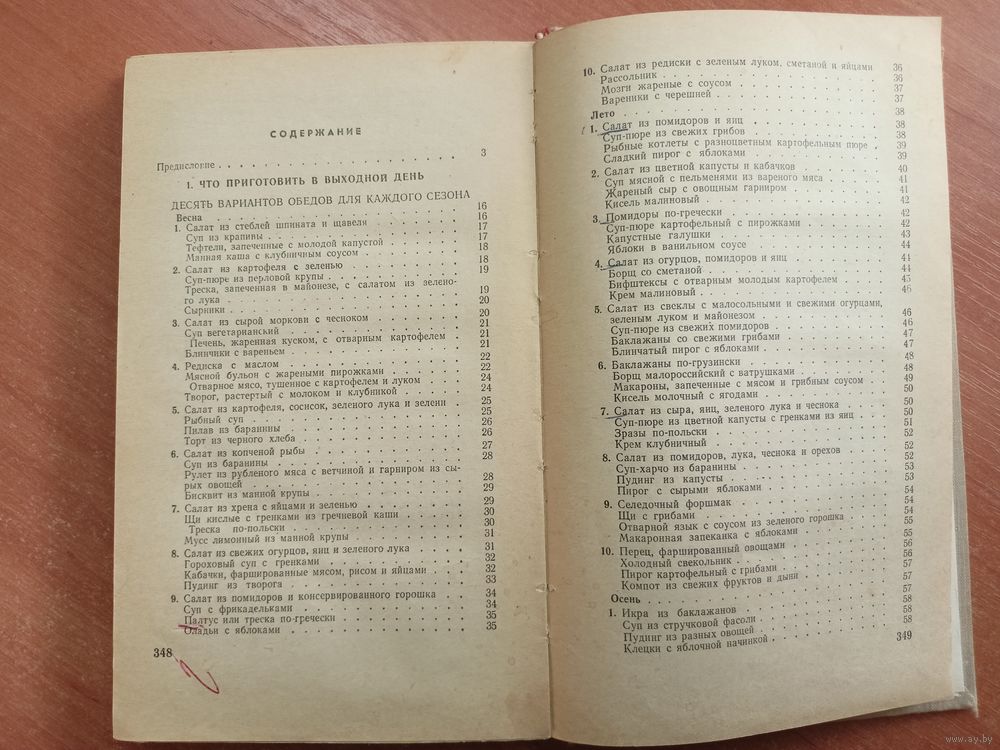 СОДЕРЖАНИЕ
Предисловие 3
1. ЧТО ПРИГОТОВИТЬ В ВЫХОДНОЙ ДЕНЬ
ДЕСЯТЬ ВАРИАНТОВ ОБЕДОВ ДЛЯ КАЖДОГО СЕЗОНА
Весна 16
1. Салат из стеблей шпината и щавеля 16
Суп из крапивы 17
Тефтели, запеченные с молодой капустой 17
Манная каша с клубничным соусом 18
2. Салат из картофеля с зеленью 18
Суп-пюре из перловой крупы 19
Треска, запеченная в майонезе, с салатом из зелено-
го лука 19
Сырники 20
3. Салат из сырой моркови с чесноком 20
Суп вегетарианский 21
Печень, жаренная куском, с отварным картофелем 21
Блинчики с вареньем 21
4. Редиска с маслом 22
Мясной бульон с жареными пирожками 22
Отварное мясо, тушенное с картофелем и луком 24
Творог, растертый с молоком и клубникой 24
5. Салат из картофеля, сосисок, зеленого лука и зелени 25
Рыбный суп 25
Пилав из баранины 26
Торт из черного хлеба 26
6. Салат из копченой рыбы 27
Суп из баранины 28
Рулет из рубленого мяса с ветчиной и гарниром из сы-
рых овощей 28
Бисквит из манной крупы 29
7. Салат из хрена с яйцами и зеленью 29
Щи кислые с гренками из гречневой каши 30
Треска по-польски 30
Мусс лимонный из манной крупы 31
8. Салат из свежих огурцов, яиц и зеленого лука 31
Гороховый суп с гренками 32
Кабачки, фаршированные мясом, рисом и яйцами 32
Пудинг из творога 33
9. Салат из помидоров и консервированного горошка 34
Суп с фрикадельками 34
Палтус или треска по-гречески 35
Оладьи с яблоками 35
348
10. Салат из редиски с зеленым луком, сметаной и яйцами 36
Рассольник 36
Мозги жареные с соусом 37
Вареники с черешней 37
Лето 38
1. Салат из помидоров и яиц 38
Суп-пюре из свежих грибов 38
Рыбные котлеты с разноцветным картофельным пюре 39
Сладкий пирог с яблоками 39
2. Салат из цветной капусты и кабачков 40
Суп мясной с пельменями из вареного мяса 41
Жареный сыр с овощным гарниром 41
Кисель малиновый 42
3. Помидоры по-гречески 42
Суп-пюре картофельный с пирожками 42
Капустные галушки 43
Яблоки в ванильном соусе 44
4. Салат из огурцов, помидоров и яиц 44
Борщ со сметаной 44
Бифштексы с отварным молодым картофелем 45
Крем малиновый 46
5. Салат из свеклы с малосольными и свежими огурцами,
зеленым луком и майонезом 46
Суп-пюре из свежих помидоров 46
Баклажаны со свежими грибами 47
Блинчатый пирог с яблоками 47
6. Баклажаны по-грузински 48
Борщ малороссийский с ватрушками 48
Макароны, запеченные с мясом и грибным соусом 49
Кисель молочный с ягодами 50
7. Салат из сыра, яиц, зеленого лука и чеснока 50
Суп-пюре из цветной капусты с гренками из яиц 50
Зразы по-польски 51
Крем клубничный 52
8. Салат из помидоров, лука, чеснока и орехов 52
Суп-харчо из баранины 52
Пудинг из капусты 53
Пирог с сырыми яблоками 53
9. Селедочный форшмак 54
Щи с грибами 54
Отварной язык с соусом из зеленого горошка 54
Макаронная запеканка с яблоками 55
10. Перец, фаршированный овощами 55
Холодный свекольник 56
Пирог картофельный с грибами 56
Компот из свежих фруктов и дыни 57
Осень 57
1. Икра из баклажанов 58
Суп из стручковой фасоли 58
Пудинг из разных овощей 58
Клецки с яблочной начинкой
349
www.ay.by